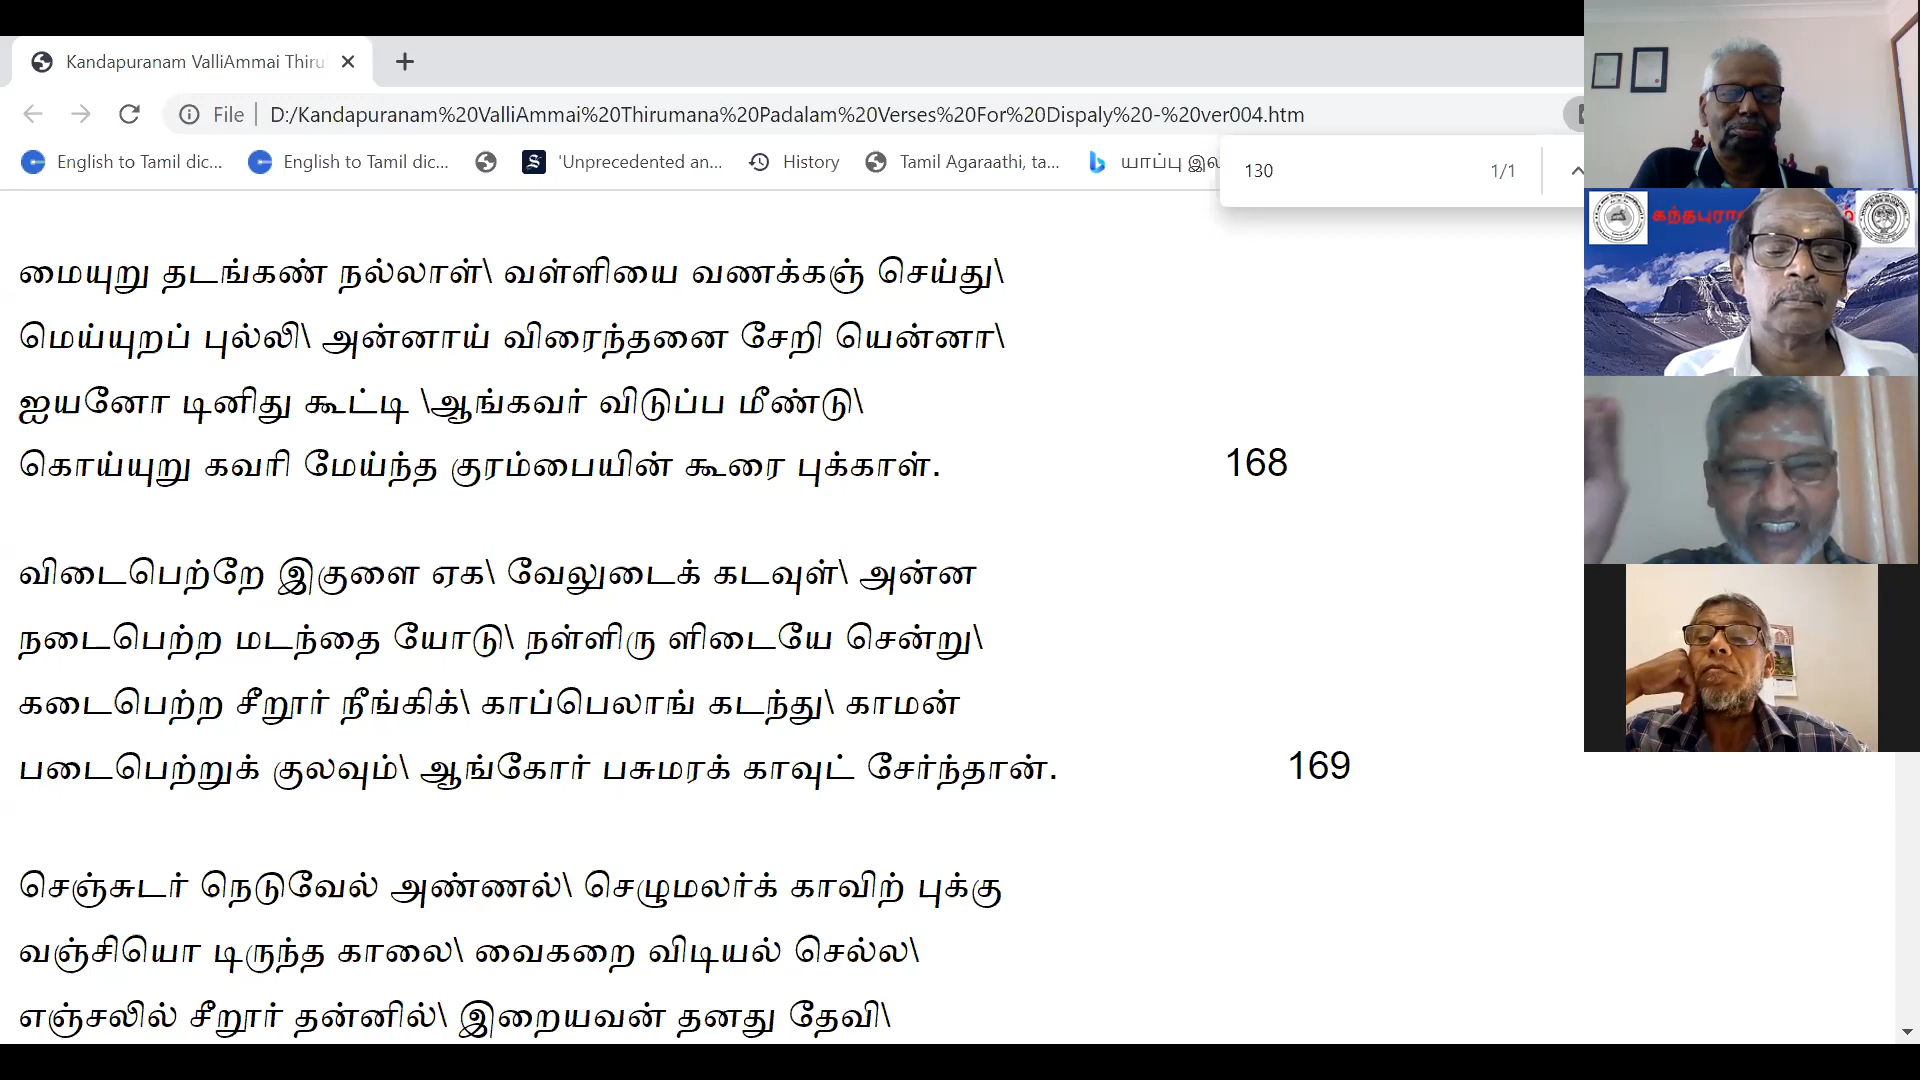 Kandapuranam ValliAmmai Thiru
File
D:/Kandapuranam%20ValliAmmai%20Thirumana%20Padalam%20Verses%20For%20Dispaly%20-%20ver004.htm
English to Tamil dic... English to Tamil dic... 'Unprecedented an... History Tamil Agaraathi, ta... யாப்பு
130 1/1
மையுறு தடங்கண் நல்லாள்\ வள்ளியை வணக்கஞ் செய்து\
மெய்யுறப் புல்லி\ அன்னாய் விரைந்தனை சேறி யென்னா\
ஐயனோ டினிது கூட்டி \ஆங்கவர் விடுப்ப மீண்டு\
கொய்யுறு கவரி மேய்ந்த குரம்பையின் கூரை புக்காள். 168
விடைபெற்றே இகுளை ஏக\ வேலுடைக் கடவுள்\ அன்ன
நடைபெற்ற மடந்தை யோடு\ நள்ளிரு ளிடையே சென்று\
கடைபெற்ற சீறூர் நீங்கிக்\ காப்பெலாங் கடந்து\ காமன்
படைபெற்றுக் குலவும்\ ஆங்கோர் பசுமரக் காவுட் சேர்ந்தான். 169
செஞ்சுடர் நெடுவேல் அண்ணல்\ செழுமலர்க் காவிற் புக்கு
வஞ்சியொ டிருந்த காலை\ வைகறை விடியல் செல்ல\
எஞ்சலில் சீறூர் தன்னில்\ இறையவன் தனது தேவி\